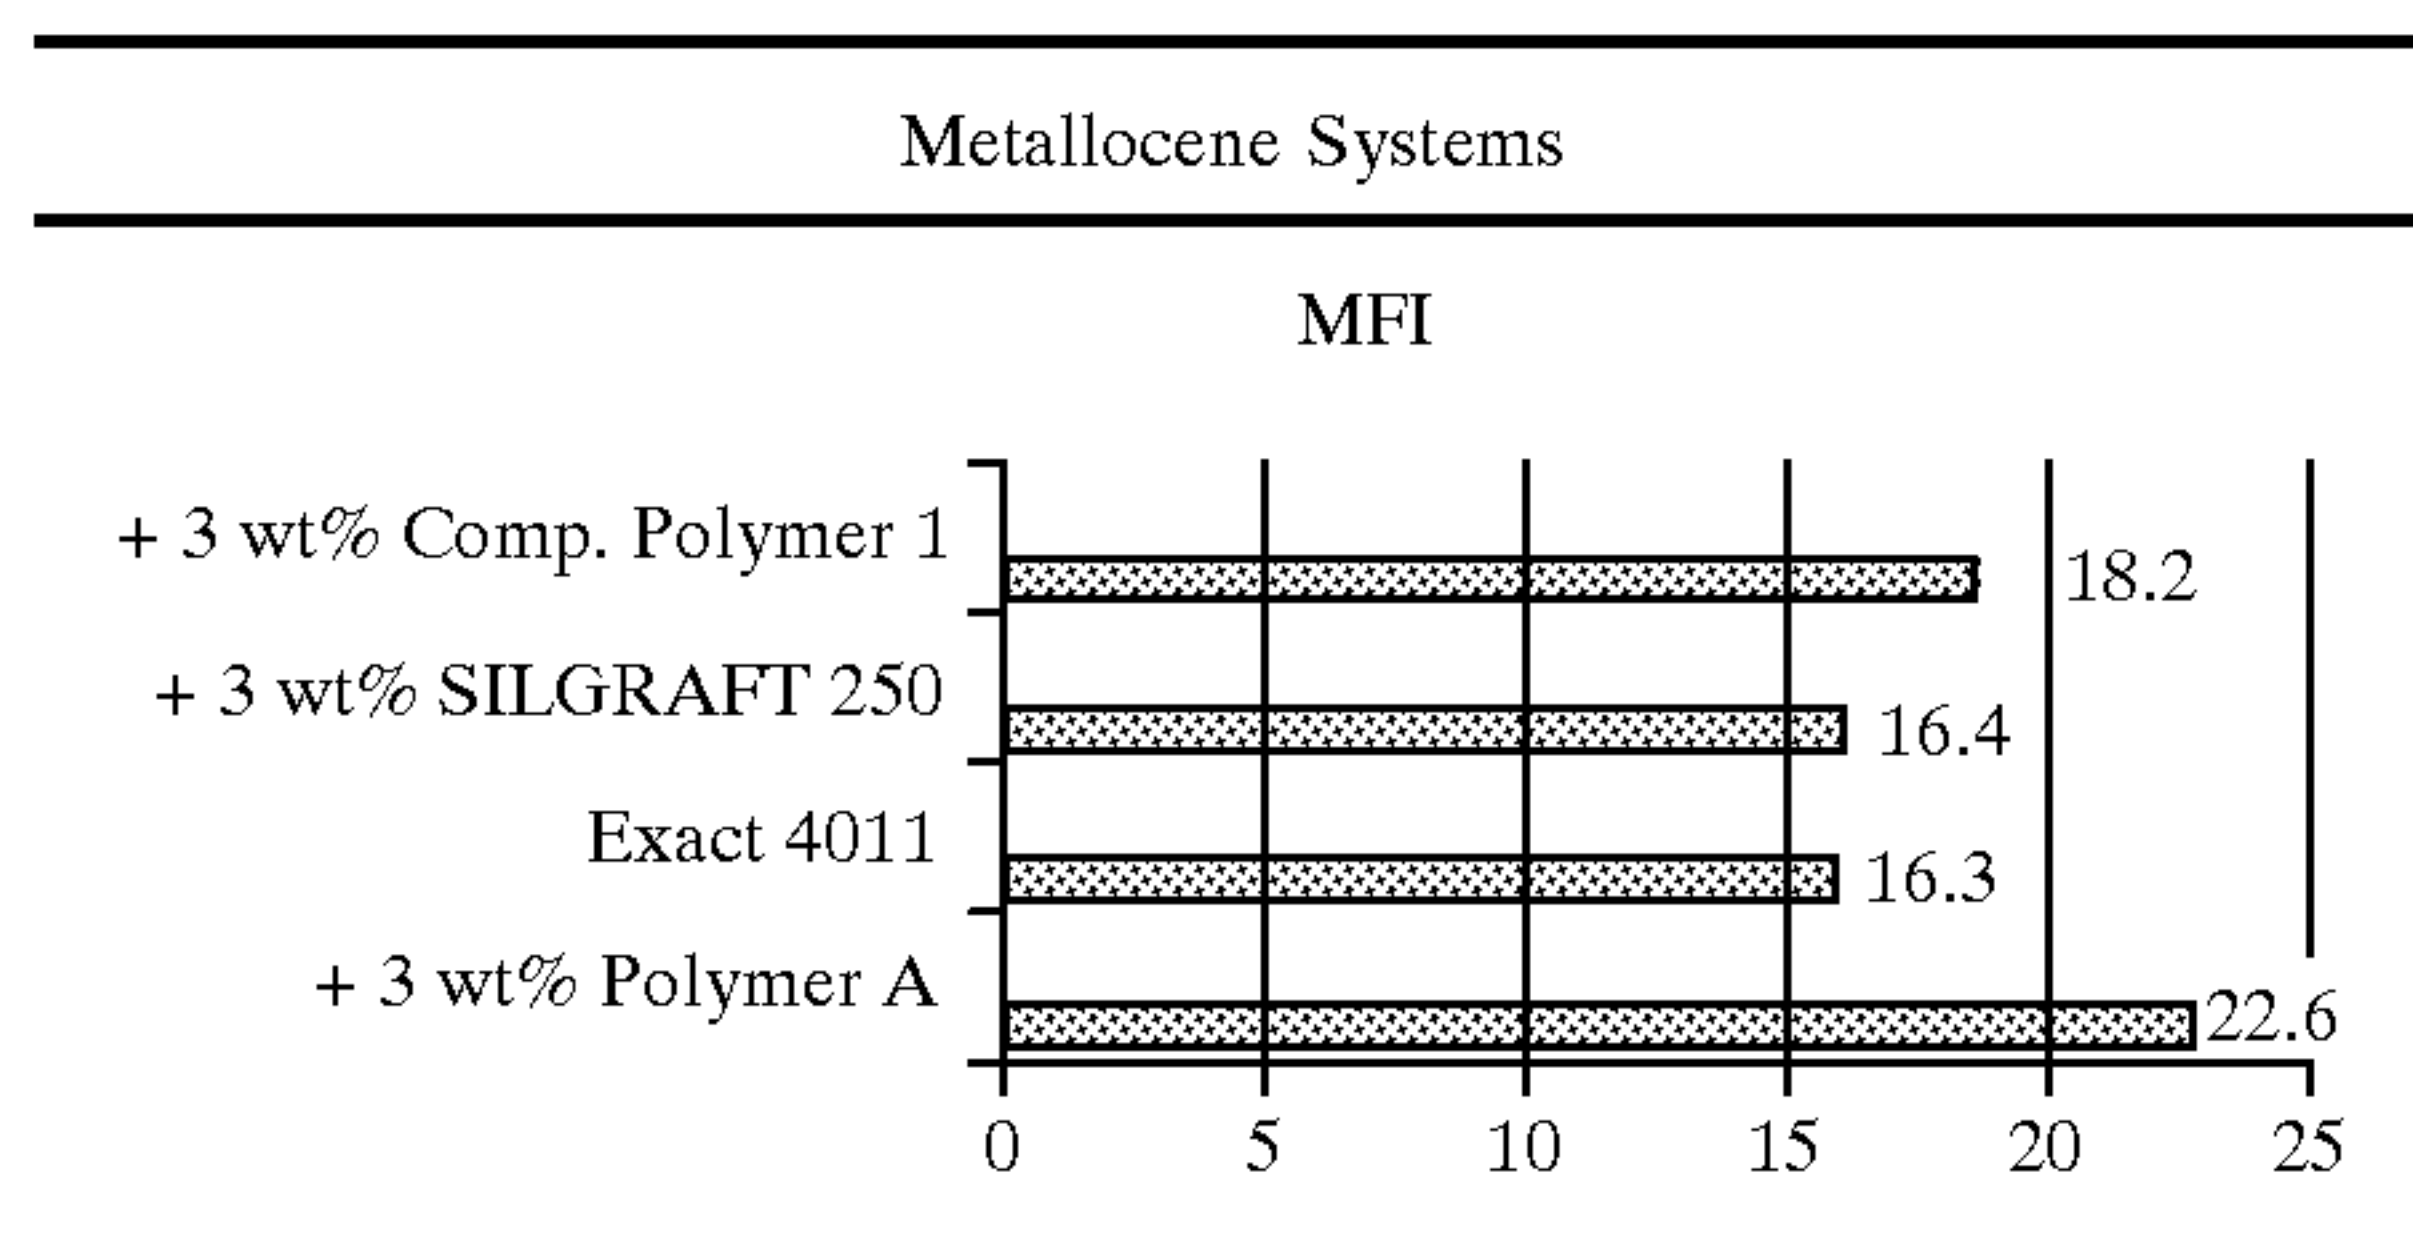 Metallocene Systems
MFI
+ 3 wt% Comp. Polymer 1
18.2
+ 3 wt% SILGRAFT 250
16.4
Exact 4011
16.3
+ 3 wt% Polymer A
22.6
0 5 10 15 20 25